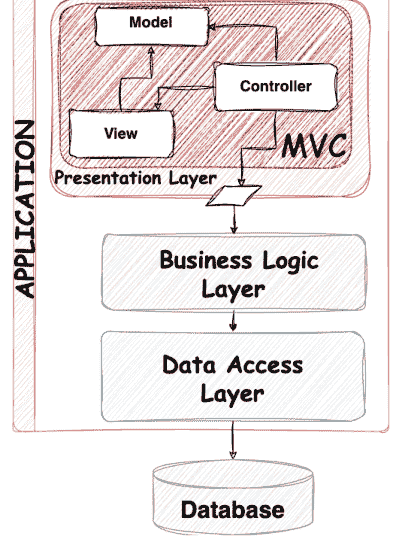 Model
Controller
View
MVC
Presentation Layer
APPLICATION
Business Logic
Layer
Data Access
Layer
Database